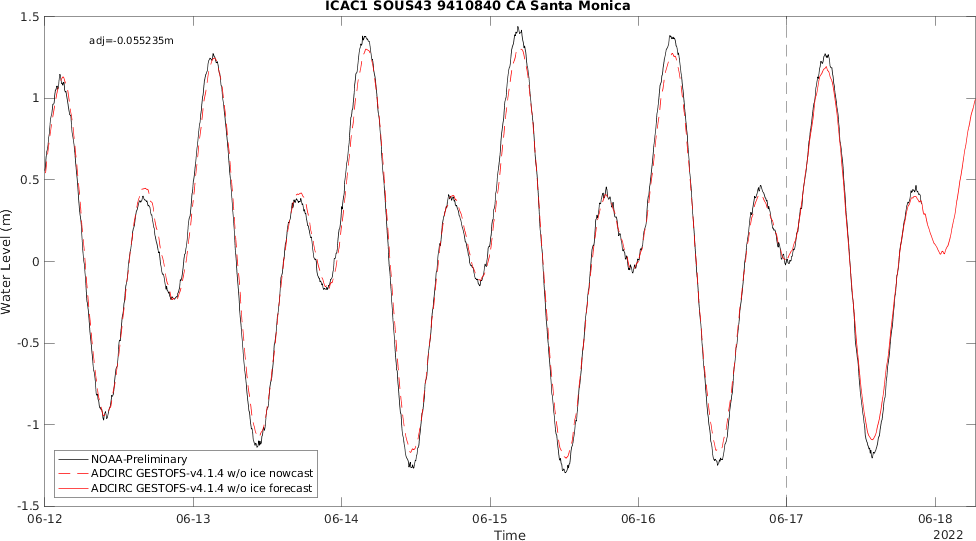 ICAC1 SOUS43 9410840 CA Santa Monica
adj=-0.055235m
1.5
1
0.5
0
-0.5
-1
-1.5
Water Level (m)
NOAA-Preliminary
ADCIRC GESTOFS-v4.1.4 w/o ice nowcast
ADCIRC GESTOFS-v4.1.4 w/o ice forecast
06-12 06-13 06-14 06-15 06-16 06-17 06-18
Time
2022